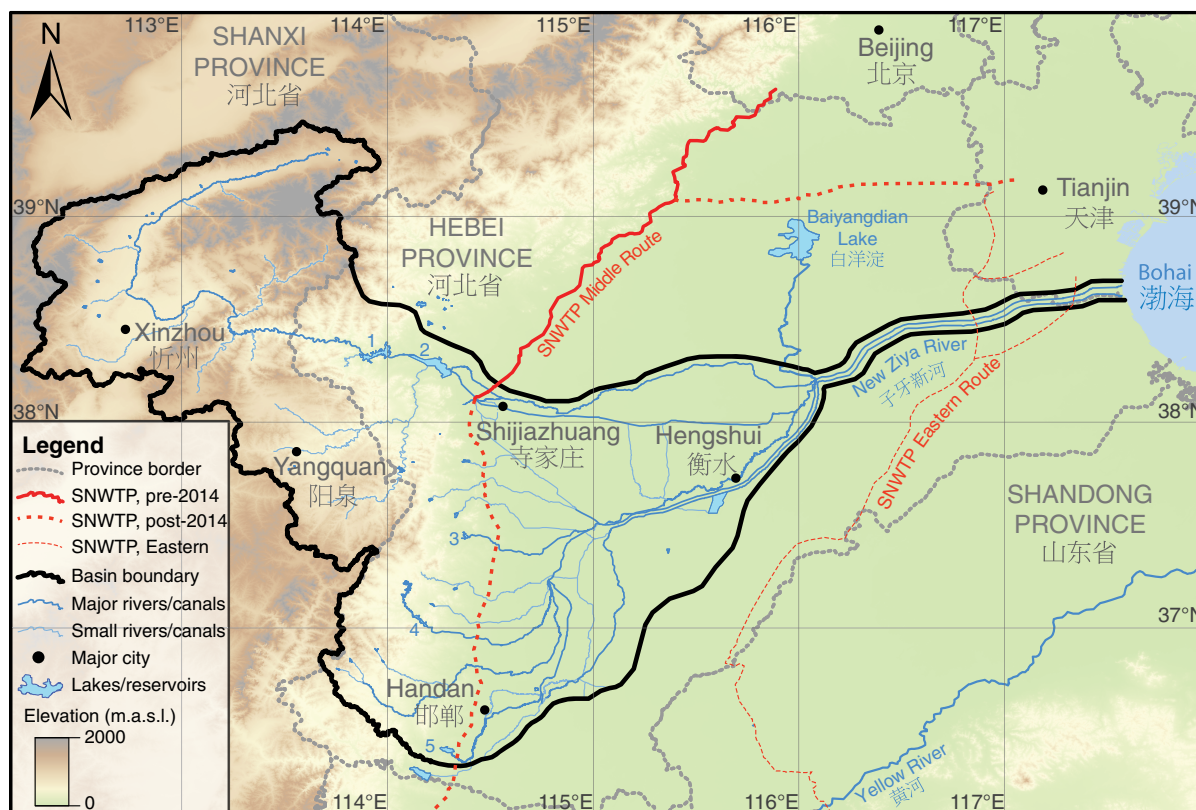 113°E
114°E
115°E
116°E
117°E
N
SHANXI
PROVINCE
河北省
Beijing
北京
39°N
Tianjin
天津
39°N
HEBEI
PROVINCE
河北省
Baiyangdian
Lake
白洋淀
SNWTP Middle Route
Bohai
渤海
Xinzhou
忻州
1
2
New Ziya River
子牙新河
38°N
38°N
Shijiazhuang
寺家庄
Hengshui
衡水
SNWTP Eastern Route
Yangquan
阳泉
SHANDONG
PROVINCE
山东省
3
4
37°N
Handan
邯郸
5
Yellow River
黄河
114°E
115°E
116°E
117°E
Legend
Province border
SNWTP, pre-2014
SNWTP, post-2014
SNWTP, Eastern
Basin boundary
Major rivers/canals
Small rivers/canals
Major city
Lakes/reservoirs
Elevation (m.a.s.l.)
2000
0